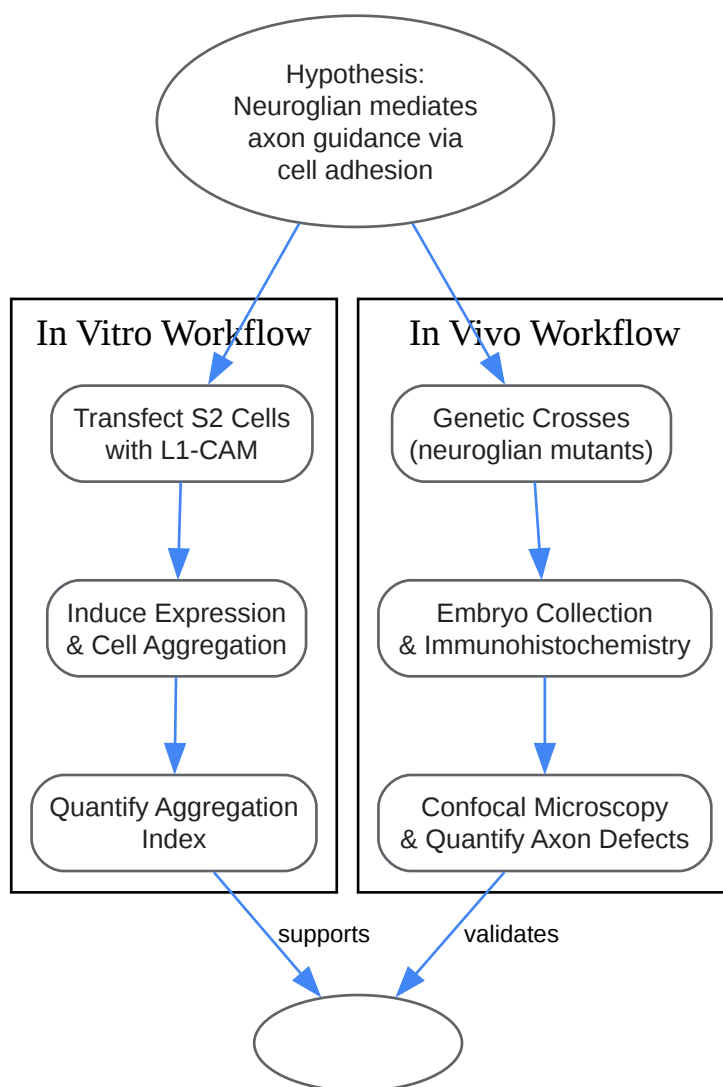 Hypothesis:
Neuroglian mediates
axon guidance via
cell adhesion
In Vitro Workflow
Transfect S2 Cells
with L1-CAM
Induce Expression
& Cell Aggregation
Quantify Aggregation
Index
In Vivo Workflow
Genetic Crosses
(neuroglian mutants)
Embryo Collection
& Immunohistochemistry
Confocal Microscopy
& Quantify Axon Defects
supports
validates